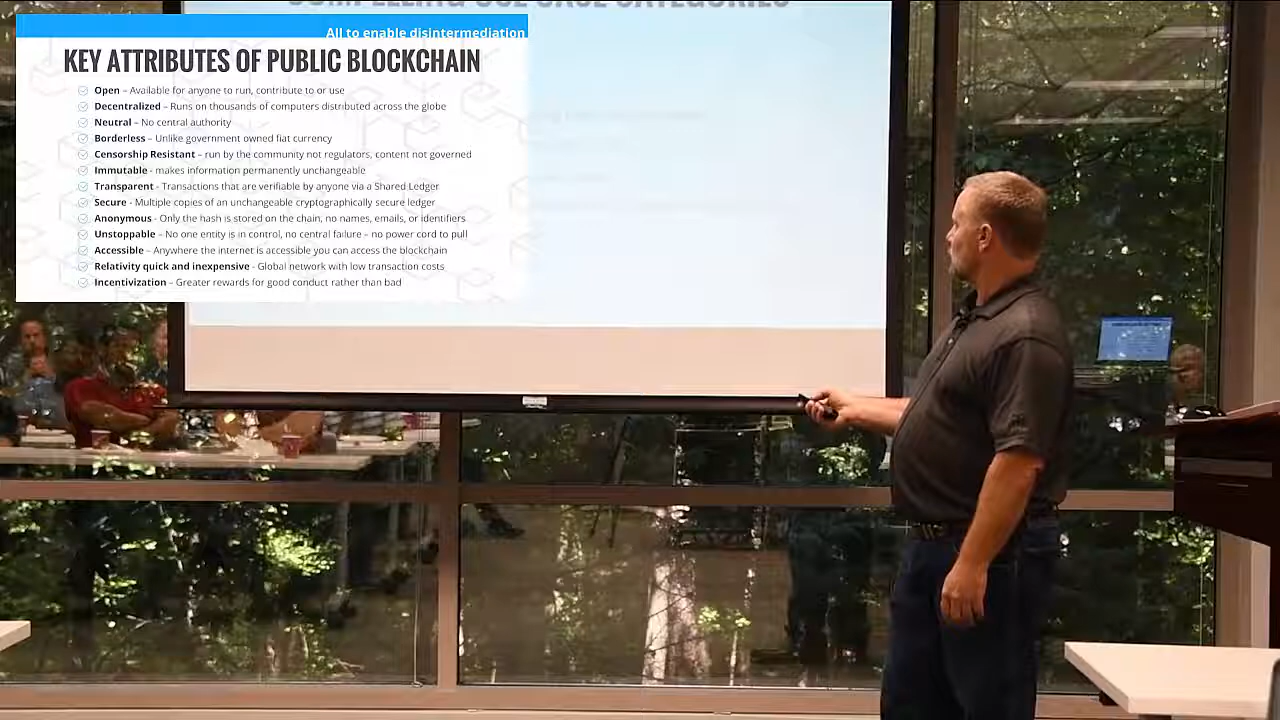 COMPELLING USE CASE CATEGORIES
All to enable disintermediation
KEY ATTRIBUTES OF PUBLIC BLOCKCHAIN
Open – Available for anyone to run, contribute to or use
Decentralized – Runs on thousands of computers distributed across the globe
Neutral – No central authority
Borderless – Unlike government owned fiat currency
Censorship Resistant – run by the community not regulators, content not governed
Immutable - makes information permanently unchangeable
Transparent - Transactions that are verifiable by anyone via a Shared Ledger
Secure - Multiple copies of an unchangeable cryptographically secure ledger
Anonymous - Only the hash is stored on the chain, no names, emails, or identifiers
Unstoppable – No one entity is in control, no central failure – no power cord to pull
Accessible – Anywhere the internet is accessible you can access the blockchain
Relativity quick and inexpensive - Global network with low transaction costs
Incentivization – Greater rewards for good conduct rather than bad